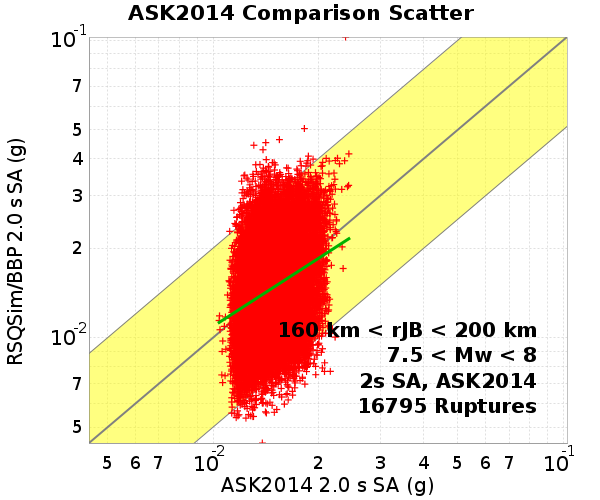 ASK2014 Comparison Scatter
10-1
7
5
4
3
2
10-2
7
5
RSQSim/BBP 2.0 s SA (g)
160 km < rJB < 200 km
7.5 < Mw < 8
2s SA, ASK2014
16795 Ruptures
5 6 7 10-2 2 3 4 5 6 7 10-1
ASK2014 2.0 s SA (g)